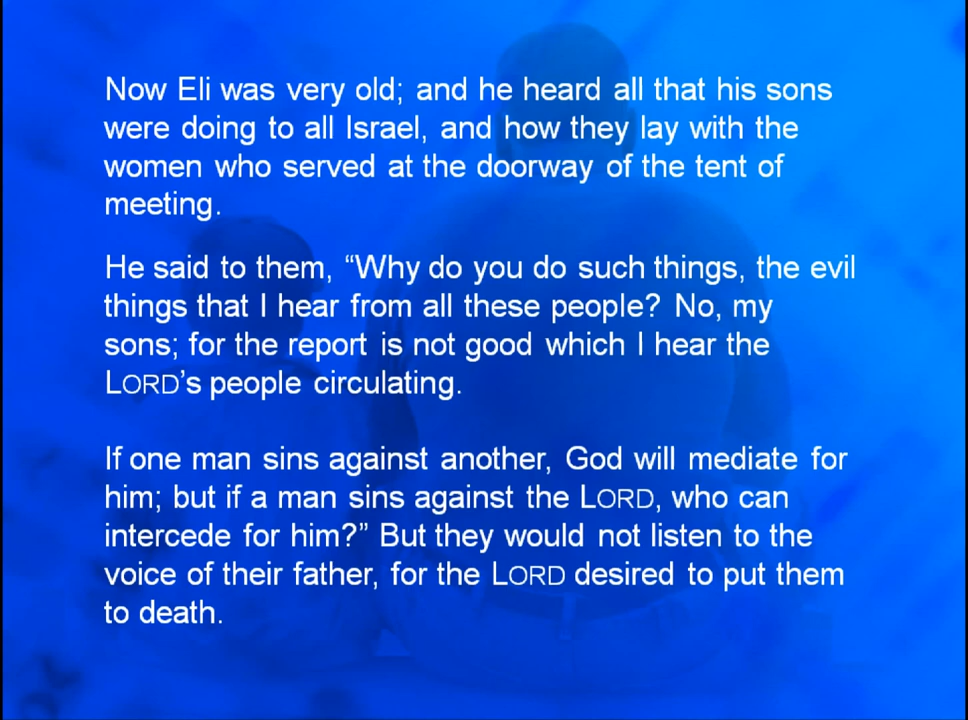 Now Eli was very old; and he heard all that his sons
were doing to all Israel, and how they lay with the
women who served at the doorway of the tent of
meeting.
He said to them, “Why do you do such things, the evil
things that I hear from all these people? No, my
sons; for the report is not good which I hear the
LORD’s people circulating.
If one man sins against another, God will mediate for
him; but if a man sins against the LORD, who can
intercede for him?” But they would not listen to the
voice of their father, for the LORD desired to put them
to death.